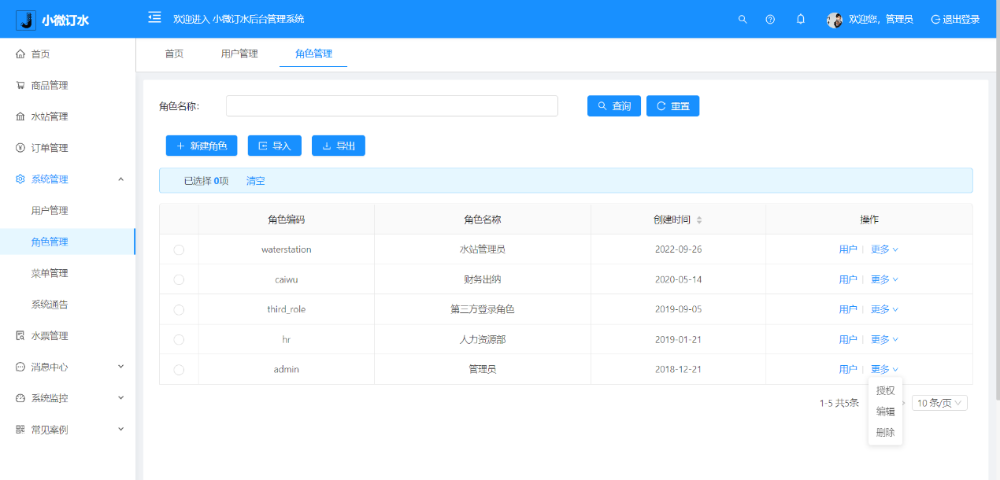 小微订水
欢迎进入 小微订水后台管理系统
欢迎您，管理员
退出登录
首页
商品管理
水站管理
订单管理
系统管理
用户管理
角色管理
菜单管理
系统通告
水票管理
消息中心
系统监控
常见案例
首页 用户管理 角色管理
角色名称:
查询 重置
新建角色 导入 导出
已选择 0项 清空
角色编码 角色名称 创建时间 操作
waterstation 水站管理员 2022-09-26 用户 更多
caiwu 财务出纳 2020-05-14 用户 更多
third_role 第三方登录角色 2019-09-05 用户 更多
hr 人力资源部 2019-01-21 用户 更多
admin 管理员 2018-12-21 用户 更多
授权
编辑
删除
1-5 共5条 10 条/页